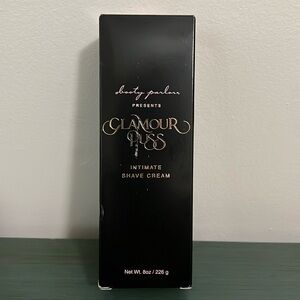 booty parlor
PRESENTS
GLAMOUR
PUSS
INTIMATE
SHAVE CREAM
Net Wt. 8oz / 226 g